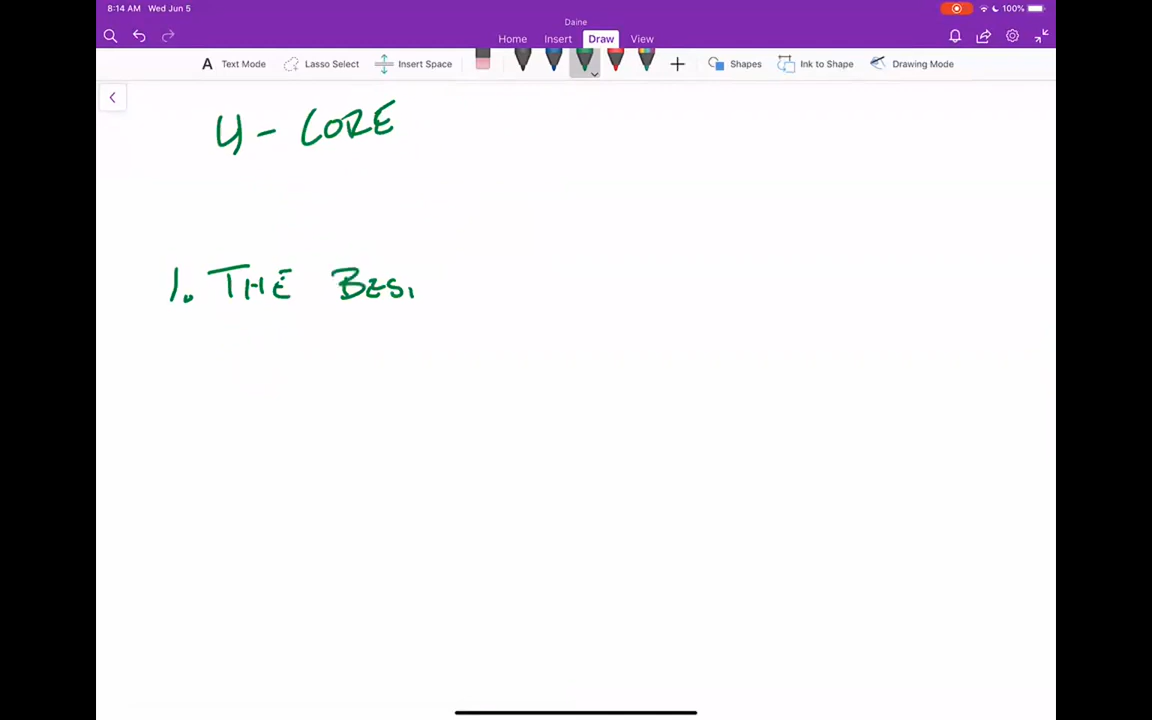 8:14 AM Wed Jun 5
100%
Daine
Home Insert Draw View
A Text Mode Lasso Select Insert Space Shapes Ink to Shape Drawing Mode
4 - CORE
1. THE BES